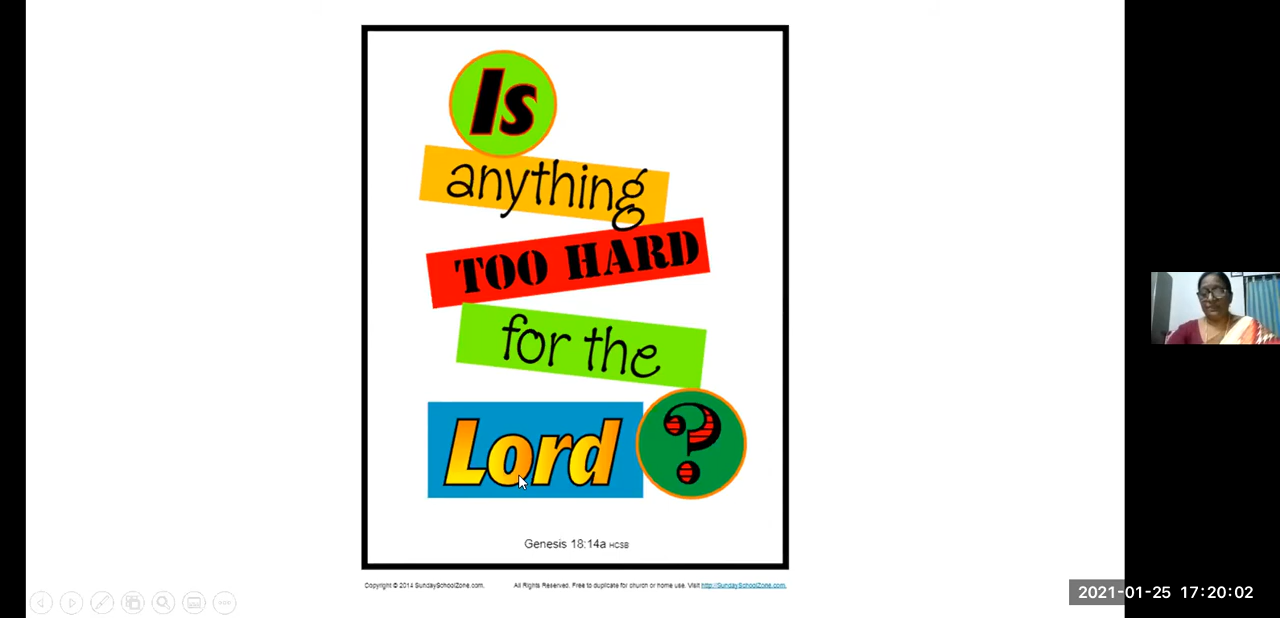 Is
anything
TOO HARD
for the
Lord ?
Genesis 18:14a HCSB
Copyright © 2014 SundaySchoolZone.com. All Rights Reserved. Free to duplicate for church or home use. Visit http://SundaySchoolZone.com.
2021-01-25 17:20:02